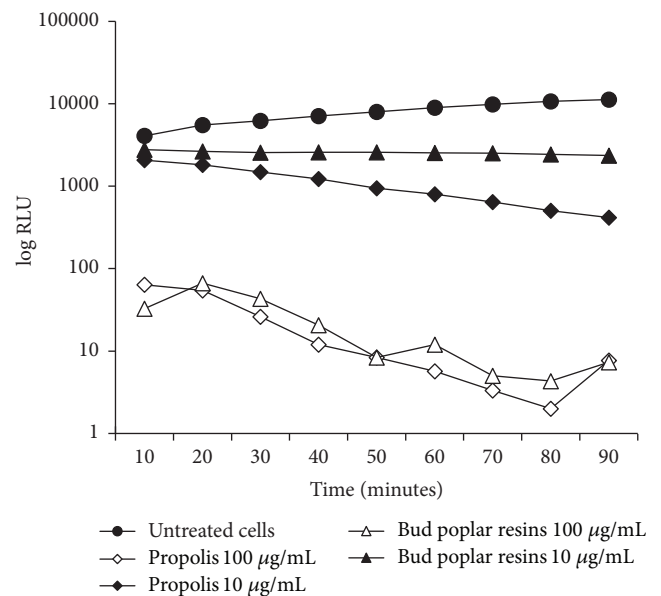 100000
10000
1000
100
10
1
log RLU
10 20 30 40 50 60 70 80 90
Time (minutes)
Untreated cells
Propolis 100 μg/mL
Propolis 10 μg/mL
Bud poplar resins 100 μg/mL
Bud poplar resins 10 μg/mL